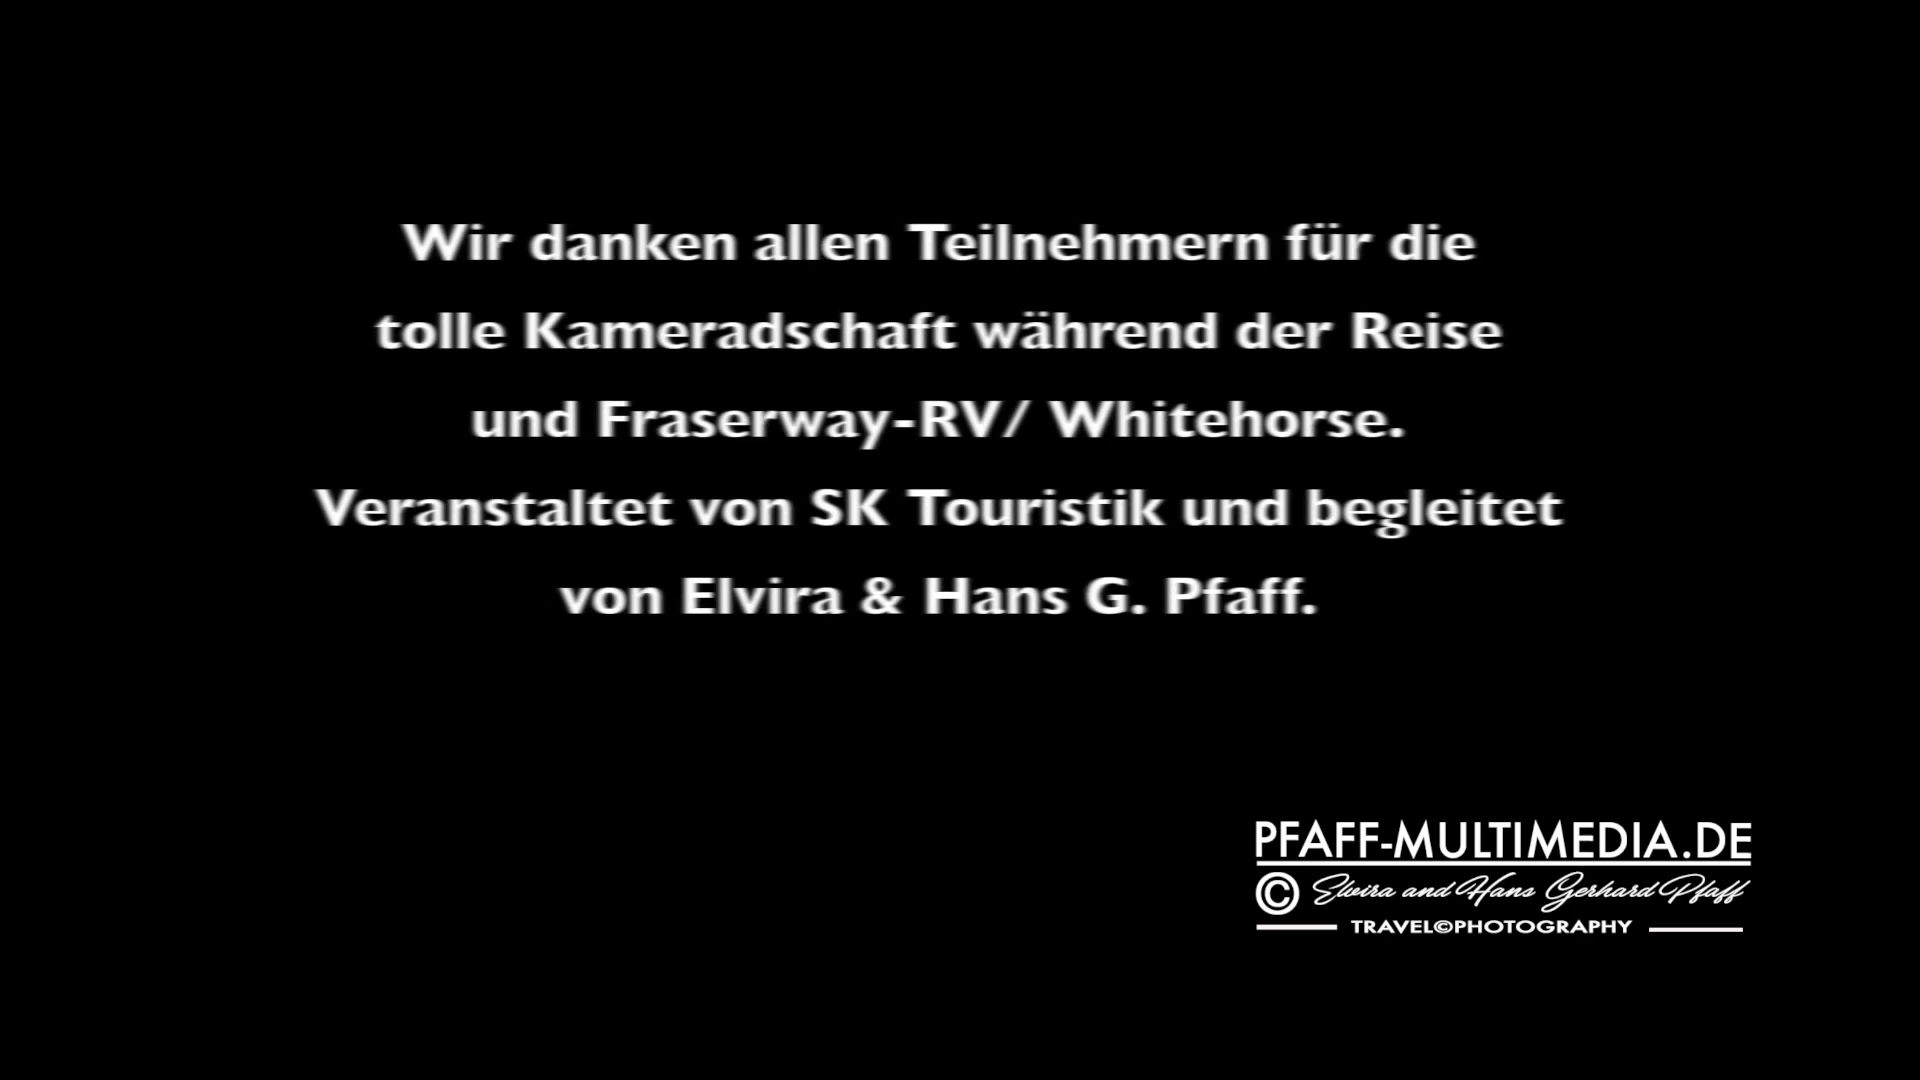 Wir danken allen Teilnehmern für die
tolle Kameradschaft während der Reise
und Fraserway-RV/ Whitehorse.
Veranstaltet von SK Touristik und begleitet
von Elvira & Hans G. Pfaff.
PFAFF-MULTIMEDIA.DE
© Elvira and Hans Gerhard Pfaff
TRAVEL©PHOTOGRAPHY